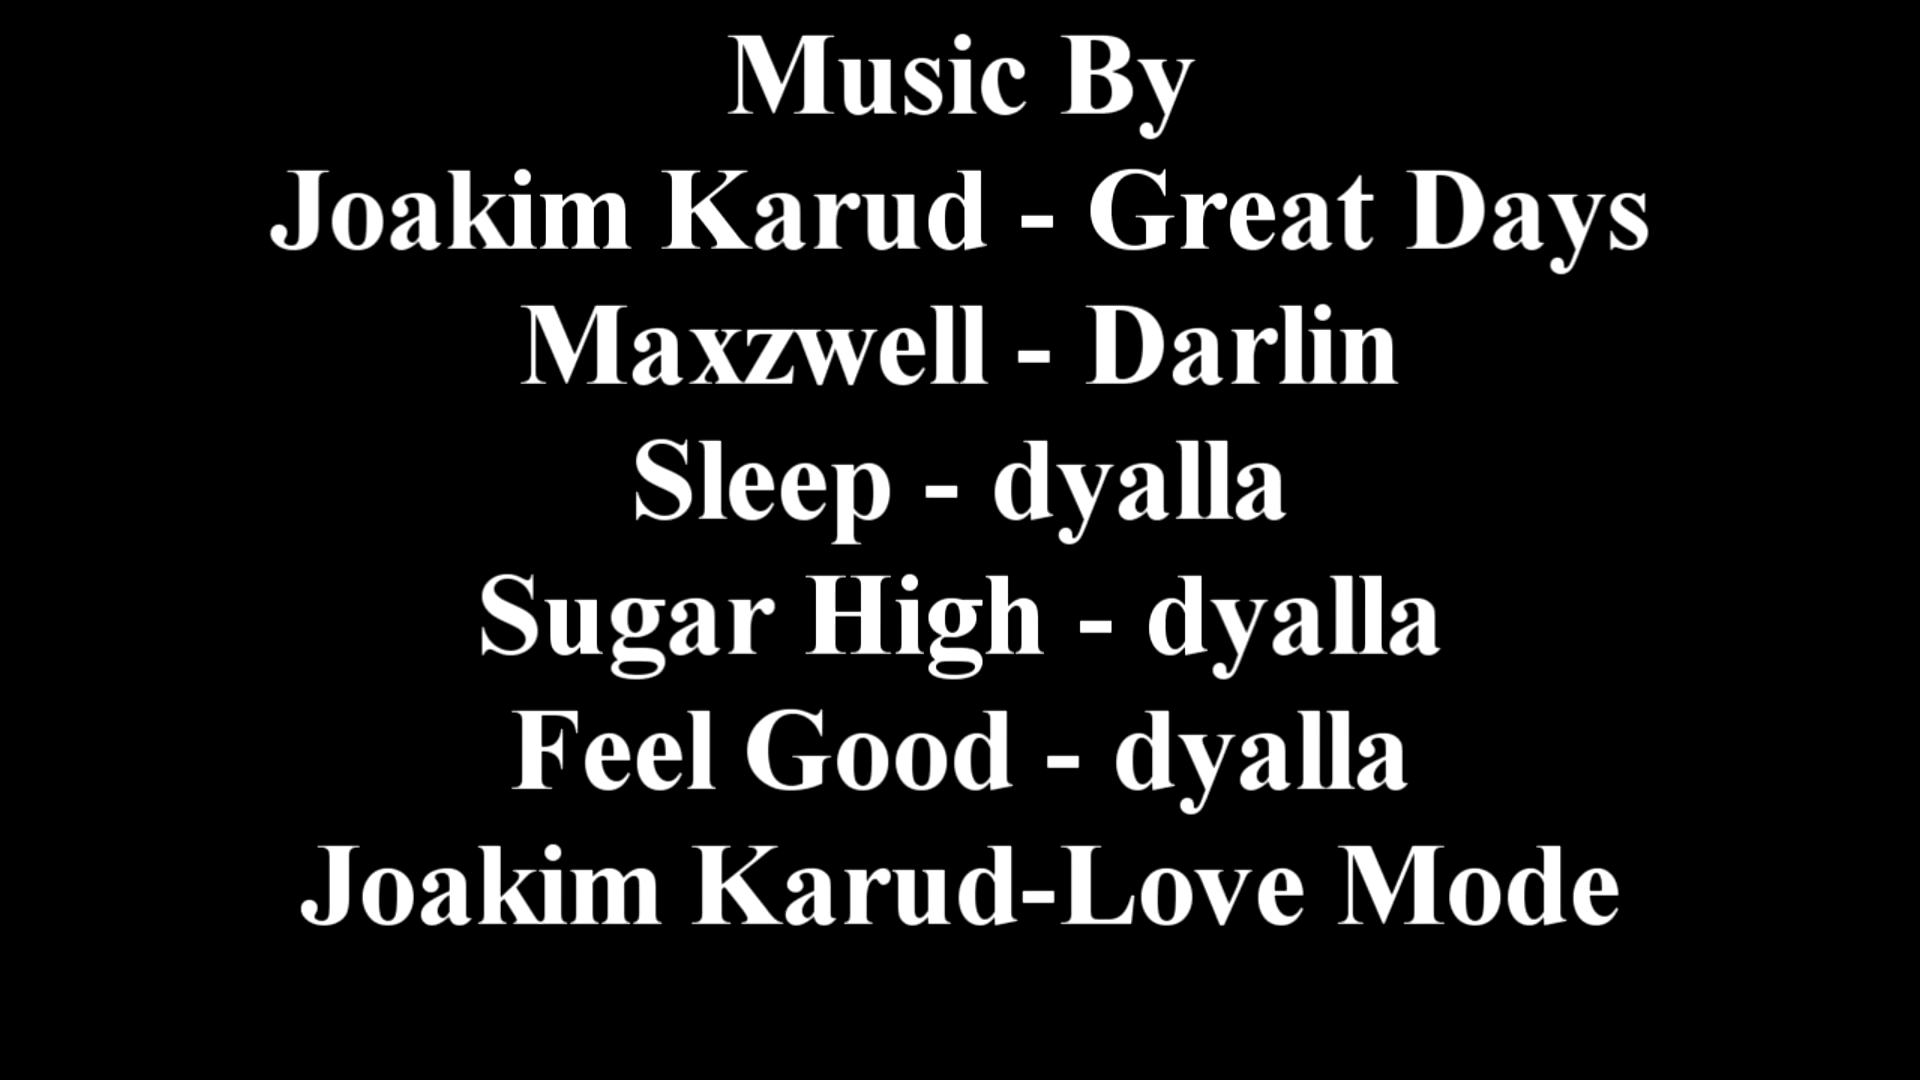 Music By
Joakim Karud - Great Days
Maxzwell - Darlin
Sleep - dyalla
Sugar High - dyalla
Feel Good - dyalla
Joakim Karud-Love Mode